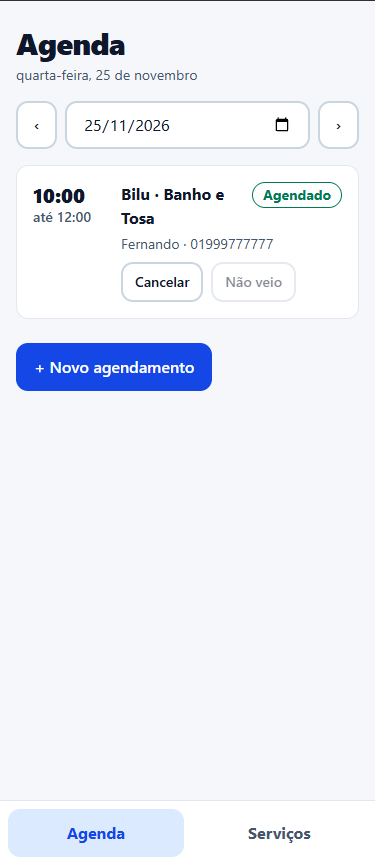 Agenda
quarta-feira, 25 de novembro
‹
25/11/2026
›
10:00
até 12:00
Bilu · Banho e
Tosa
Agendado
Fernando · 01999777777
Cancelar
Não veio
+ Novo agendamento
Agenda
Serviços